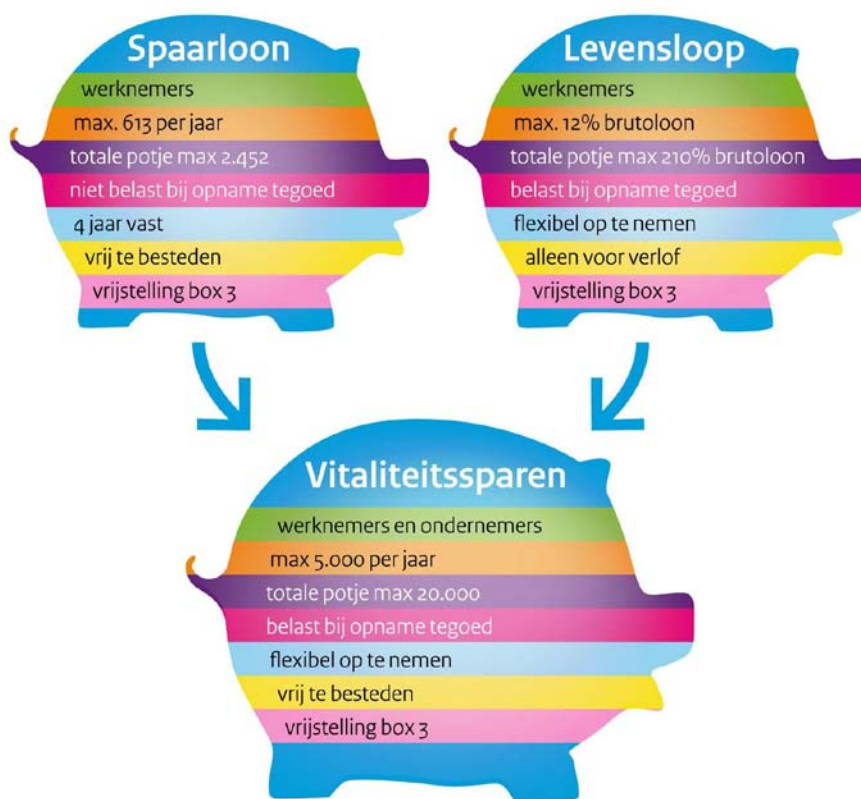 Spaarloon
werknemers
max. 613 per jaar
totale potje max 2.452
niet belast bij opname tegoed
4 jaar vast
vrij te besteden
vrijstelling box 3
Levensloop
werknemers
max. 12% brutoloon
totale potje max 210% brutoloon
belast bij opname tegoed
flexibel op te nemen
alleen voor verlof
vrijstelling box 3
Vitaliteitssparen
werknemers en ondernemers
max 5.000 per jaar
totale potje max 20.000
belast bij opname tegoed
flexibel op te nemen
vrij te besteden
vrijstelling box 3